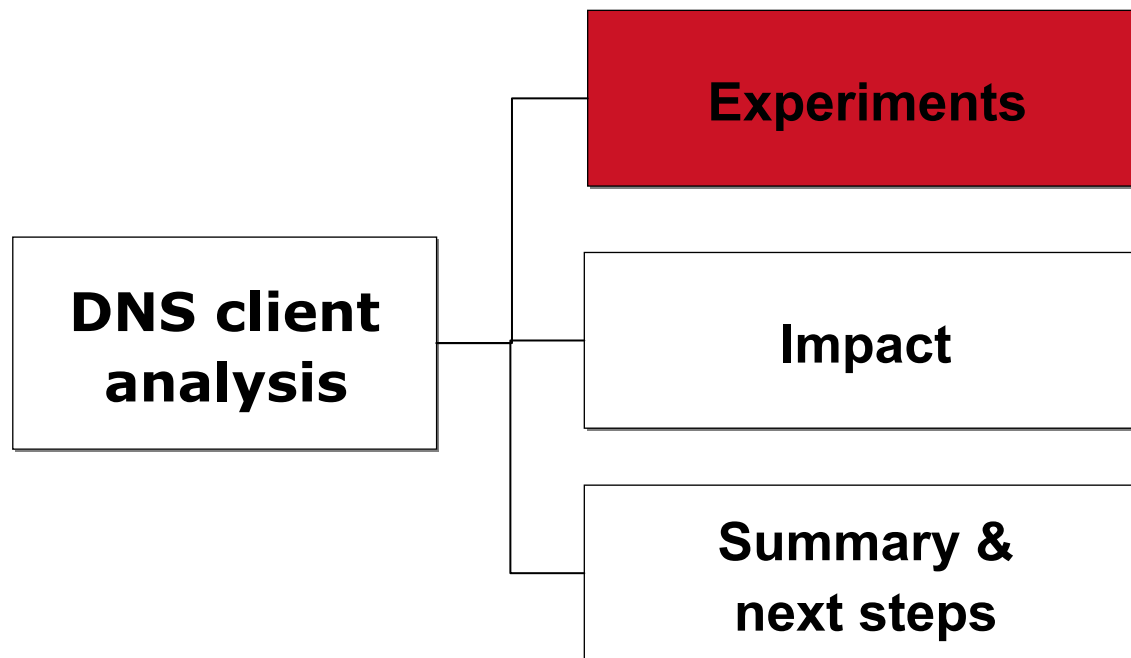 Experiments
DNS client
analysis
Impact
Summary &
next steps